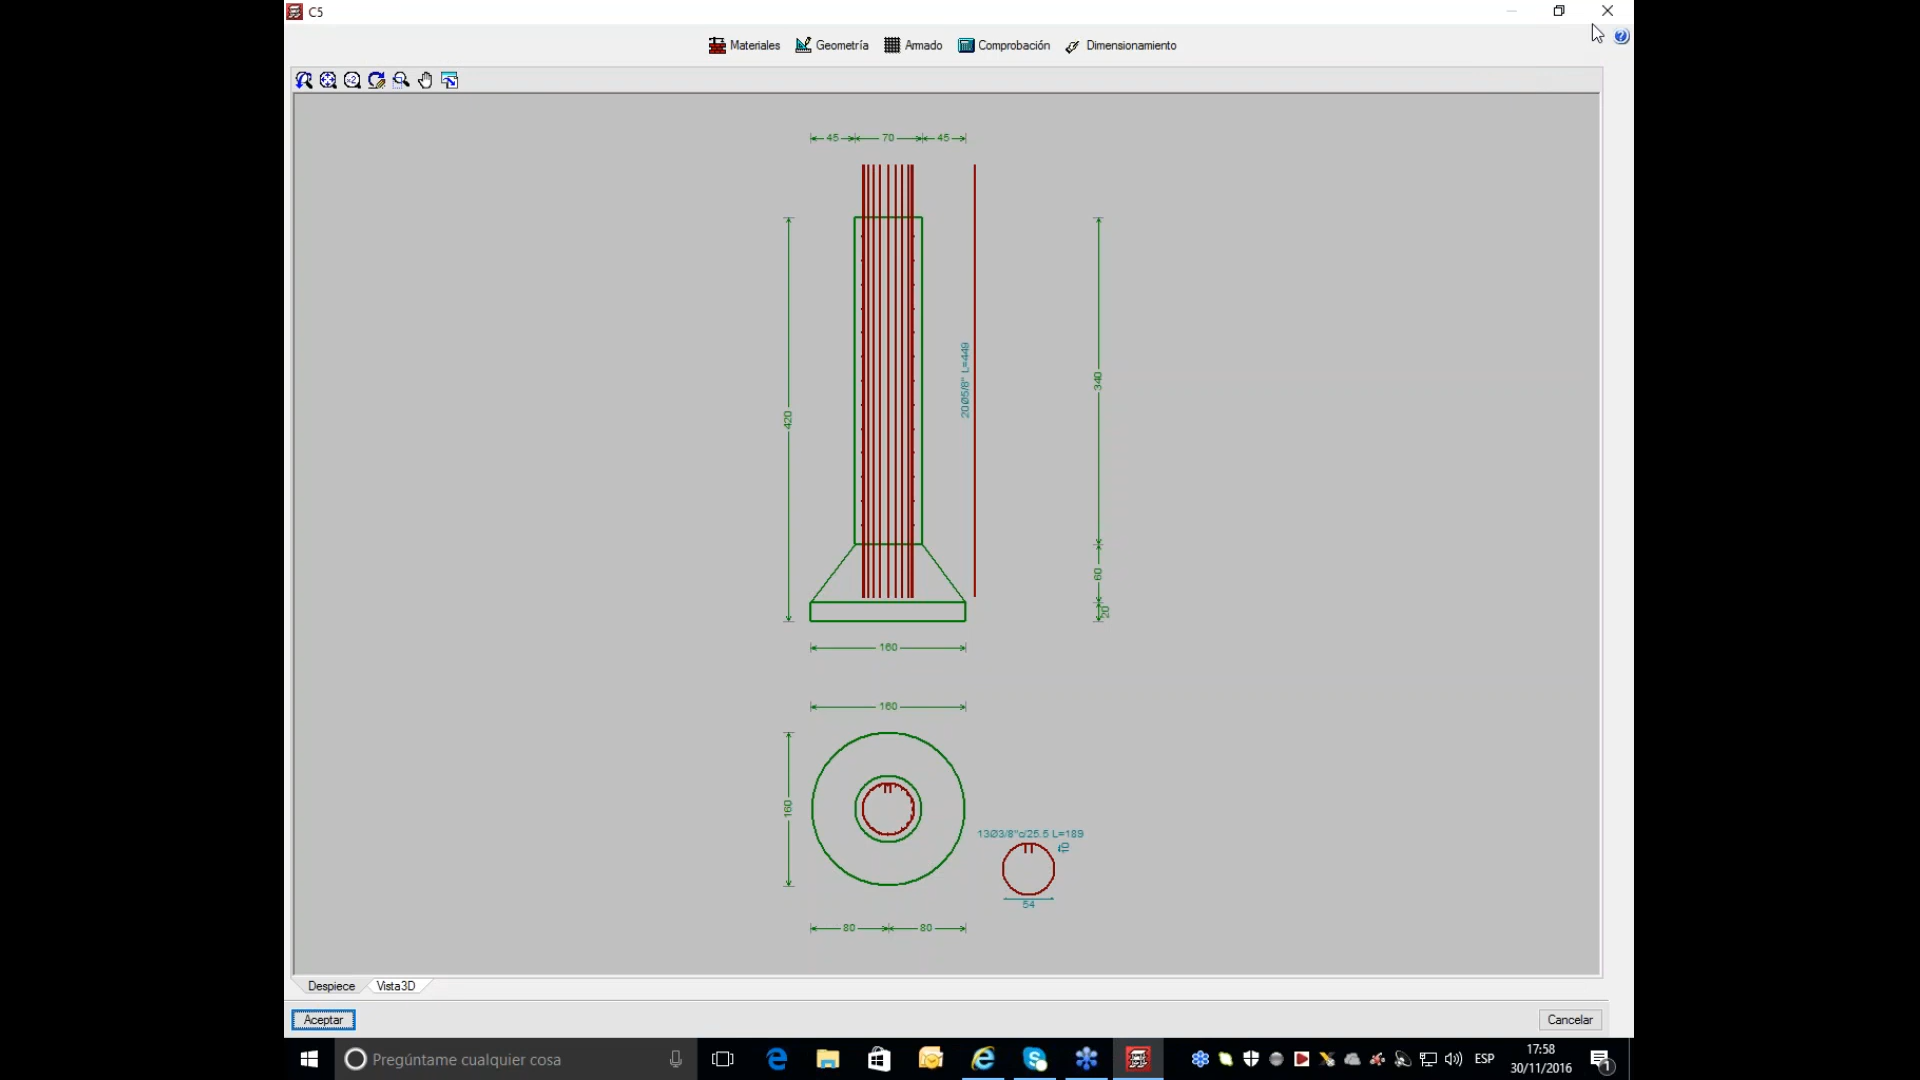 C5
Materiales Geometría Armado Comprobación Dimensionamiento
45 70 45
420
20Ø5/8" L=449
340
60
20
160
160
160
13Ø3/8"c/25.5 L=189
10
54
80 80
Despiece Vista3D
Aceptar Cancelar
Pregúntame cualquier cosa
ESP
17:58
30/11/2016
1